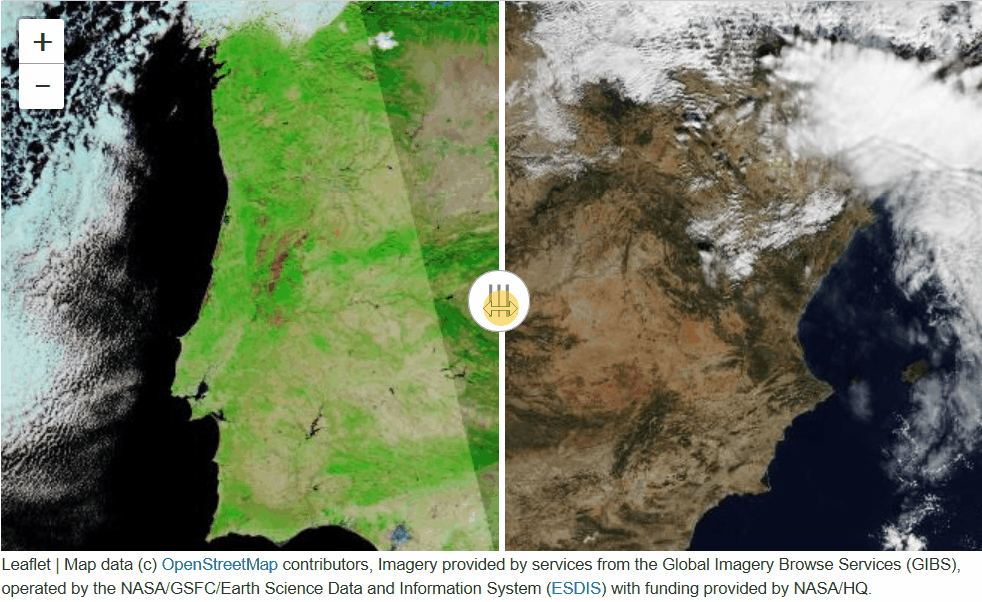 +
−
Leaflet | Map data (c) OpenStreetMap contributors, Imagery provided by services from the Global Imagery Browse Services (GIBS),
operated by the NASA/GSFC/Earth Science Data and Information System (ESDIS) with funding provided by NASA/HQ.